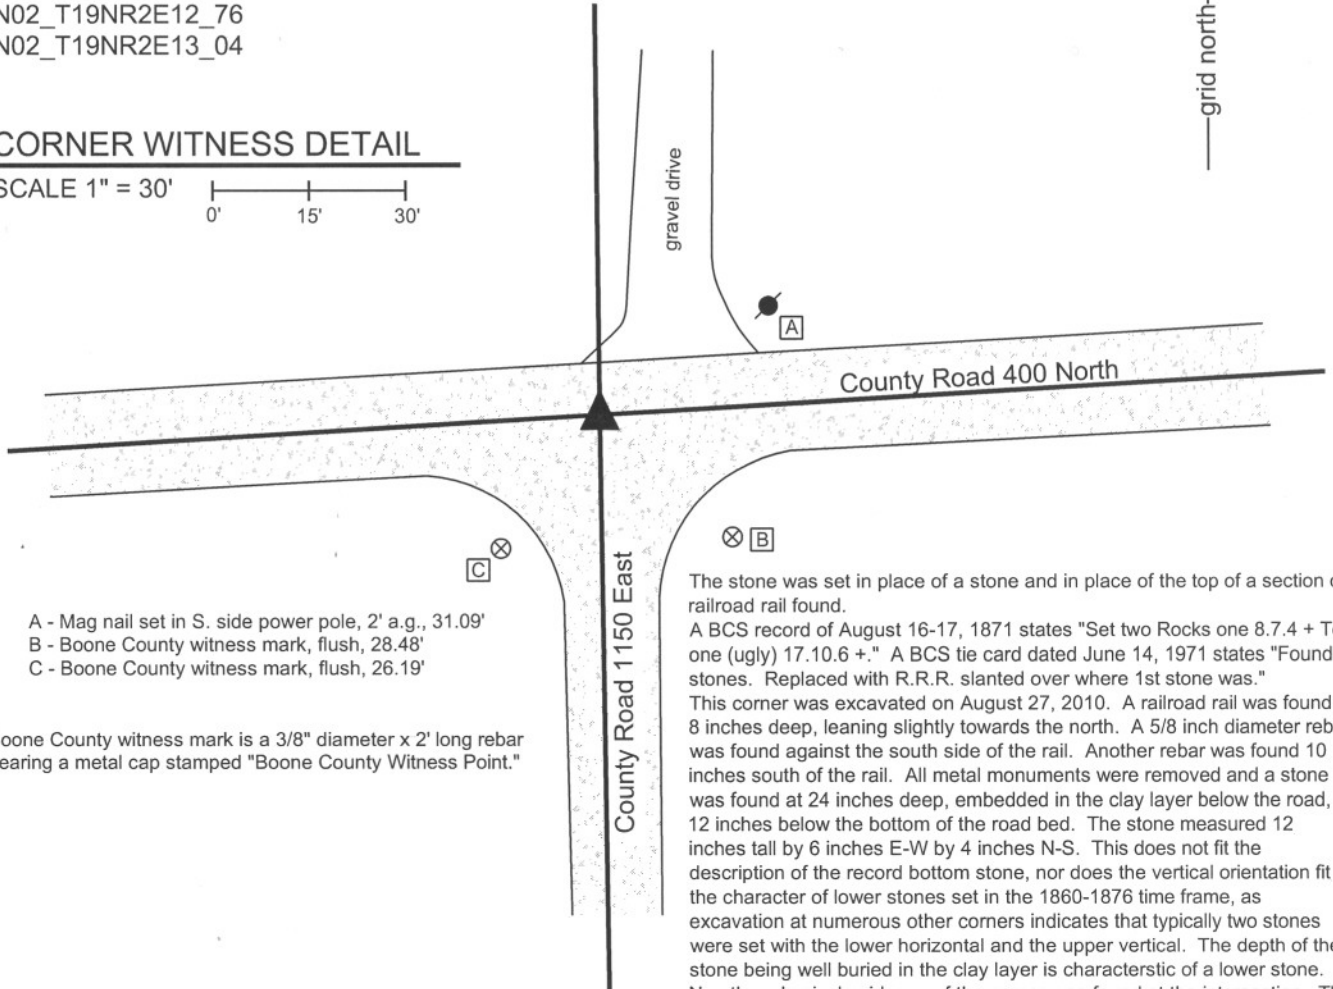 N02_T19NR2E12_76
N02_T19NR2E13_04
grid north
CORNER WITNESS DETAIL
SCALE 1" = 30'
0' 15' 30'
gravel drive
A
County Road 400 North
B
C
County Road 1150 East
A - Mag nail set in S. side power pole, 2' a.g., 31.09'
B - Boone County witness mark, flush, 28.48'
C - Boone County witness mark, flush, 26.19'
oone County witness mark is a 3/8" diameter x 2' long rebar
earing a metal cap stamped "Boone County Witness Point."
The stone was set in place of a stone and in place of the top of a section
railroad rail found.
A BCS record of August 16-17, 1871 states "Set two Rocks one 8.7.4 +
one (ugly) 17.10.6 +." A BCS tie card dated June 14, 1971 states "Found
stones. Replaced with R.R.R. slanted over where 1st stone was."
This corner was excavated on August 27, 2010. A railroad rail was found
8 inches deep, leaning slightly towards the north. A 5/8 inch diameter reb
was found against the south side of the rail. Another rebar was found 10
inches south of the rail. All metal monuments were removed and a stone
was found at 24 inches deep, embedded in the clay layer below the road,
12 inches below the bottom of the road bed. The stone measured 12
inches tall by 6 inches E-W by 4 inches N-S. This does not fit the
description of the record bottom stone, nor does the vertical orientation fit
the character of lower stones set in the 1860-1876 time frame, as
excavation at numerous other corners indicates that typically two stones
were set with the lower horizontal and the upper vertical. The depth of the
stone being well buried in the clay layer is characterstic of a lower stone.